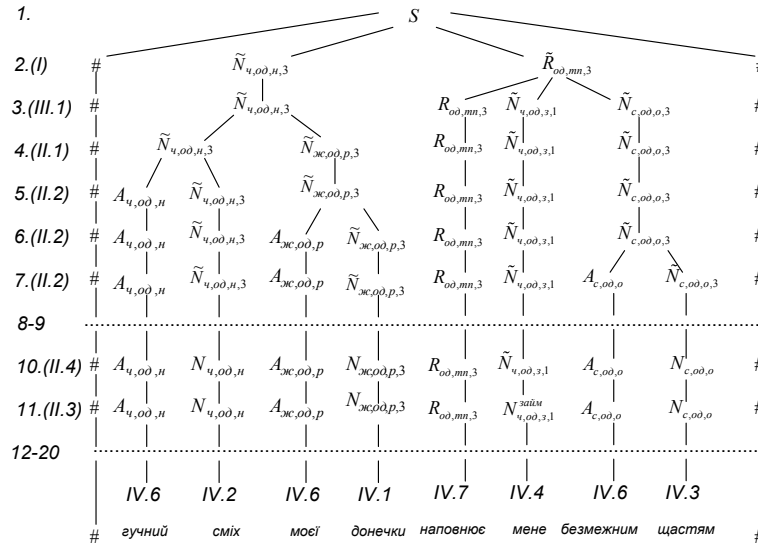 1. S
2.(I) # Ñ ч,од,н,3 R̃ од,тп,3 #
3.(III.1) # Ñ ч,од,н,3 R од,тп,3 Ñ ч,од,з,1 Ñ с,од,о,3 #
4.(II.1) # Ñ ч,од,н,3 Ñ ж,од,р,3 R од,тп,3 Ñ ч,од,з,1 Ñ с,од,о,3 #
5.(II.2) # A ч,од,н Ñ ч,од,н,3 Ñ ж,од,р,3 R од,тп,3 Ñ ч,од,з,1 Ñ с,од,о,3 #
6.(II.2) # A ч,од,н Ñ ч,од,н,3 A ж,од,р Ñ ж,од,р,3 R од,тп,3 Ñ ч,од,з,1 Ñ с,од,о,3 #
7.(II.2) # A ч,од,н Ñ ч,од,н,3 A ж,од,р Ñ ж,од,р,3 R од,тп,3 Ñ ч,од,з,1 A с,од,о Ñ с,од,о,3 #
8-9
10.(II.4) # A ч,од,н N ч,од,н A ж,од,р N ж,од,р,3 R од,тп,3 Ñ ч,од,з,1 A с,од,о N с,од,о #
11.(II.3) # A ч,од,н N ч,од,н A ж,од,р N ж,од,р,3 R од,тп,3 N займ ч,од,з,1 A с,од,о N с,од,о #
12-20
IV.6 IV.2 IV.6 IV.1 IV.7 IV.4 IV.6 IV.3
# гучний сміх моєї донечки наповнює мене безмежним щастям #